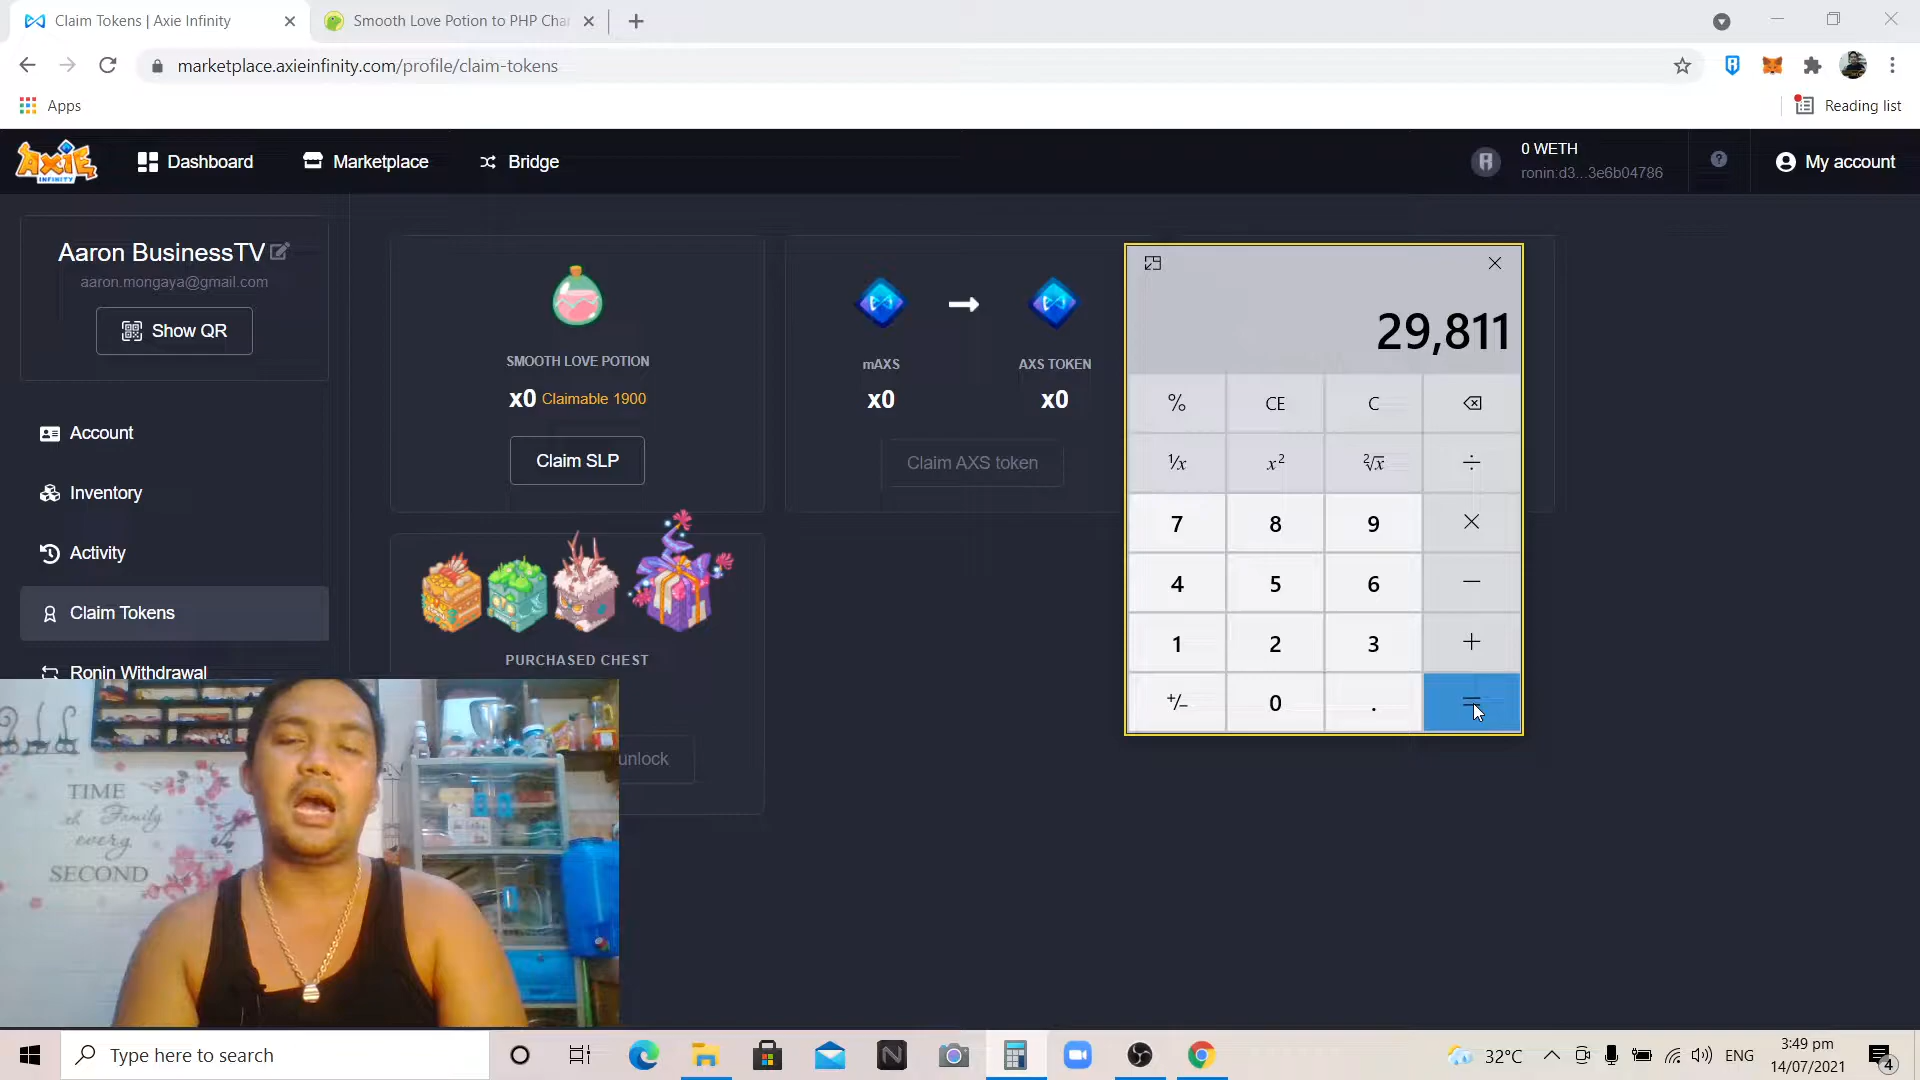 Claim Tokens | Axie Infinity
Smooth Love Potion to PHP Cha
marketplace.axieinfinity.com/profile/claim-tokens
Apps
Reading list
AXIE INFINITY
Dashboard
Marketplace
Bridge
0 WETH
ronin:d3...3e6b04786
My account
Aaron BusinessTV
aaron.mongaya@gmail.com
Show QR
Account
Inventory
Activity
Claim Tokens
Ronin Withdrawal
SMOOTH LOVE POTION
x0 Claimable 1900
Claim SLP
mAXS
AXS TOKEN
x0
x0
Claim AXS token
PURCHASED CHEST
unlock
29,811
% CE C
⅟x x² ²√x ÷
7 8 9 ×
4 5 6 −
1 2 3 +
+/− 0 . =
TIME
Family
every
SECOND
Type here to search
32°C
ENG
3:49 pm
14/07/2021
4